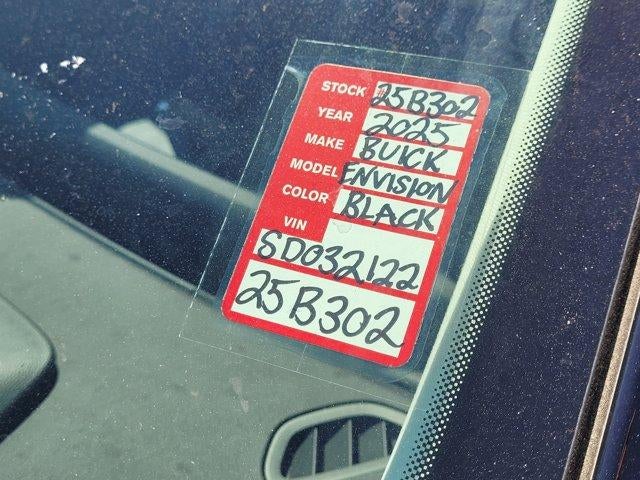 STOCK #25B302
YEAR 2025
MAKE BUICK
MODEL ENVISION
COLOR BLACK
VIN
SD032122
25B302